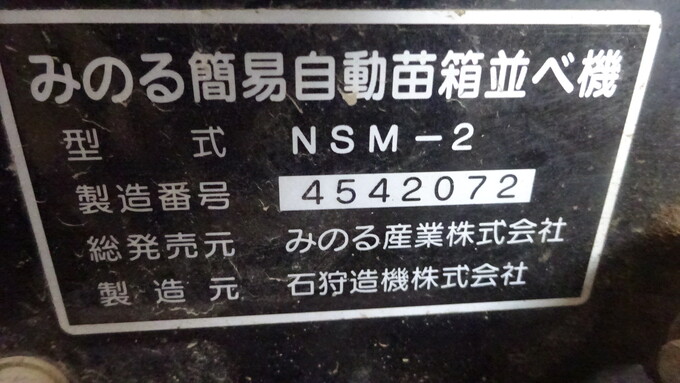 みのる簡易自動苗箱並べ機
型 式 NSM-2
製造番号 4542072
総発売元 みのる産業株式会社
製造元 石狩造機株式会社